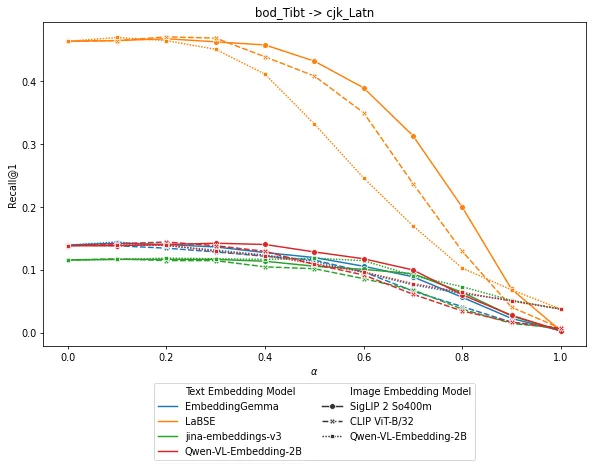 bod_Tibt -> cjk_Latn
Recall@1
0.4
0.3
0.2
0.1
0.0
0.0 0.2 0.4 0.6 0.8 1.0
α
Text Embedding Model Image Embedding Model
EmbeddingGemma SigLIP 2 So400m
LaBSE CLIP ViT-B/32
jina-embeddings-v3 Qwen-VL-Embedding-2B
Qwen-VL-Embedding-2B